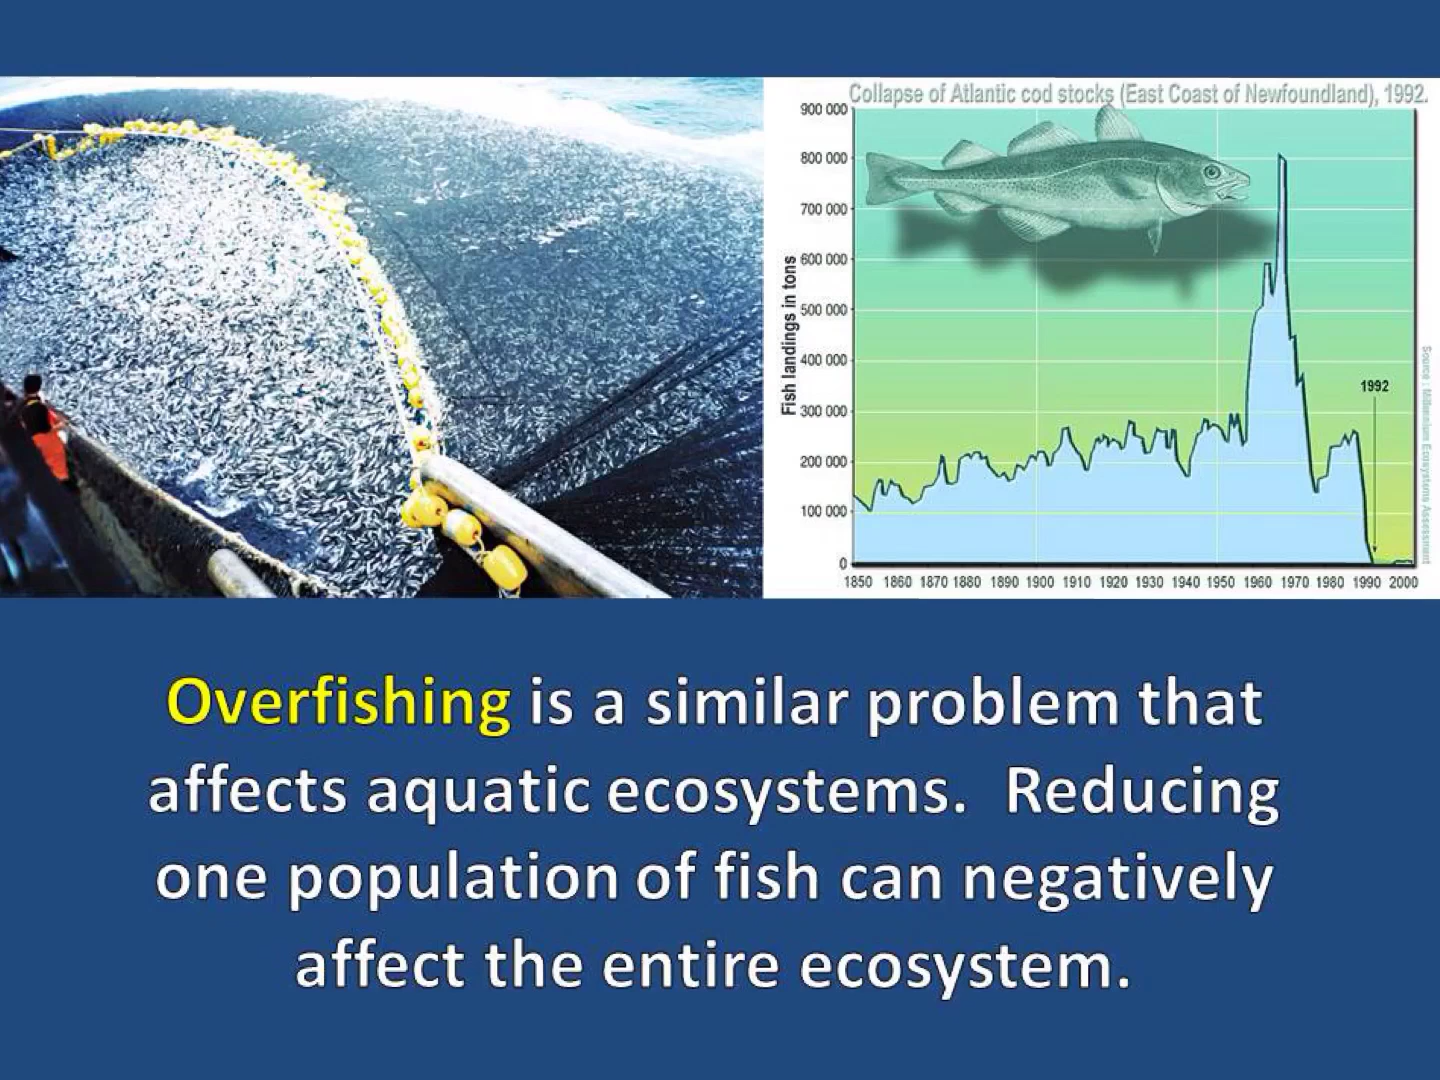 Collapse of Atlantic cod stocks (East Coast of Newfoundland), 1992.
900 000
800 000
700 000
600 000
500 000
400 000
300 000
200 000
100 000
0
Fish landings in tons
1992
1850 1860 1870 1880 1890 1900 1910 1920 1930 1940 1950 1960 1970 1980 1990 2000
Source : Millennium Ecosystems Assessment
Overfishing is a similar problem that
affects aquatic ecosystems. Reducing
one population of fish can negatively
affect the entire ecosystem.